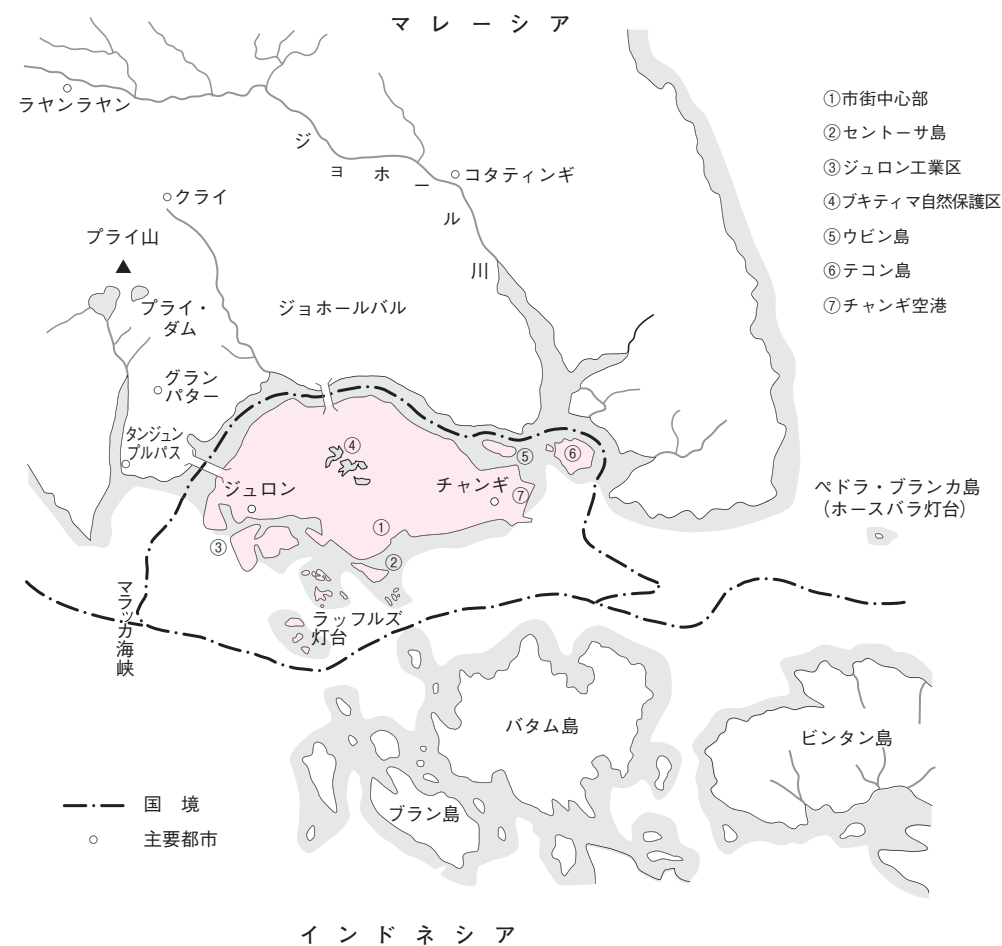 マレーシア
ラヤンラヤン
ジョホール川
コタティンギ
クライ
プライ山
プライ・
ダム
ジョホールバル
グラン
パター
タンジュン
プルパス
①市街中心部
②セントーサ島
③ジュロン工業区
④ブキティマ自然保護区
⑤ウビン島
⑥テコン島
⑦チャンギ空港
④
⑤
⑥
ジュロン
チャンギ
⑦
①
③
②
ペドラ・ブランカ島
（ホースバラ灯台）
マラッカ海峡
ラッフルズ
灯台
バタム島
ビンタン島
ブラン島
国境
主要都市
インドネシア